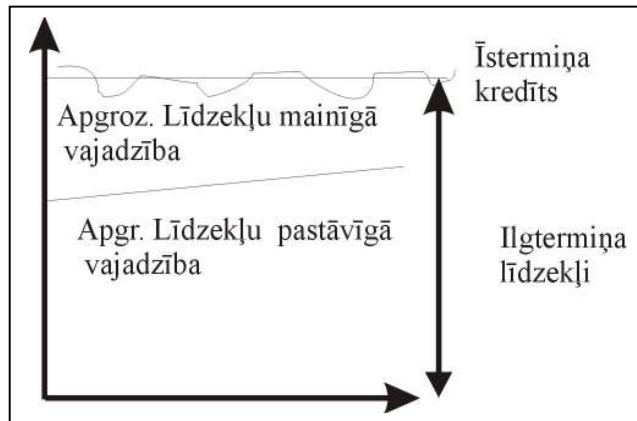 Īstermiņa
kredīts
Apgroz. Līdzekļu mainīgā
vajadzība
Apgr. Līdzekļu pastāvīgā
vajadzība
Ilgtermiņa
līdzekļi